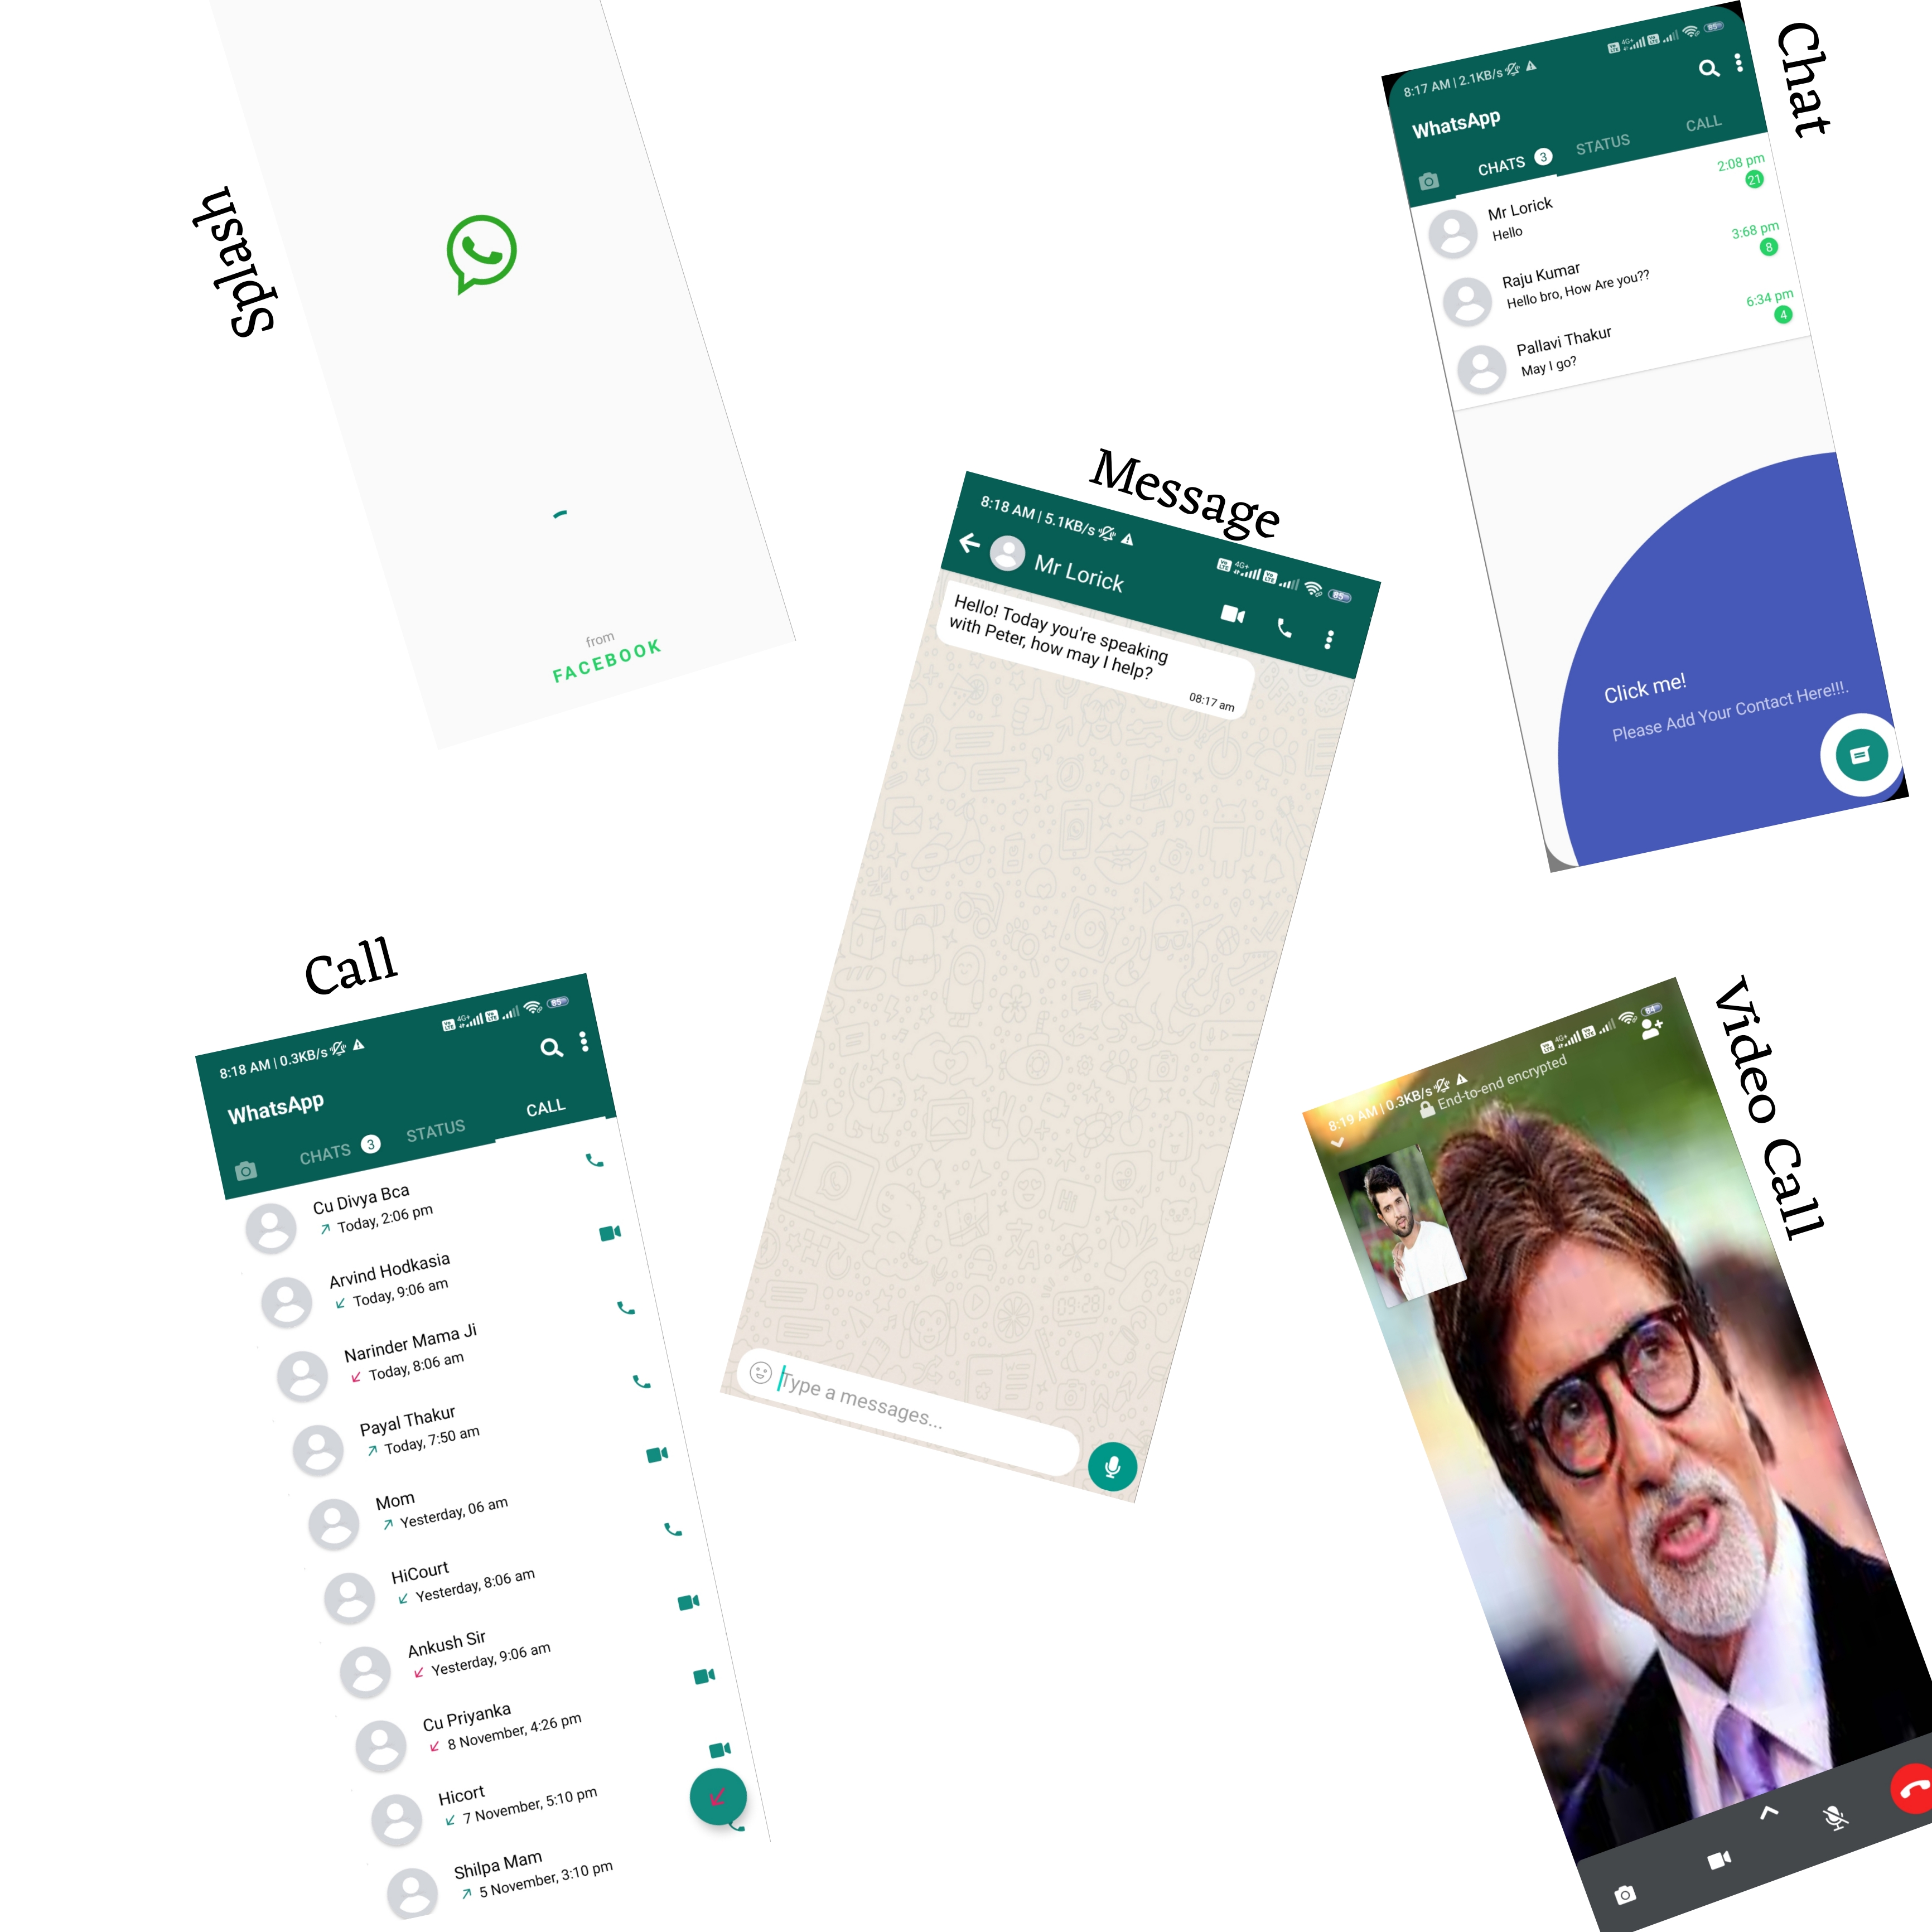 Splash
from
FACEBOOK
Chat
8:17 AM | 2.1KB/s
4G+
85
WhatsApp
CHATS 3 STATUS CALL
Mr Lorick 2:08 pm
Hello 21
Raju Kumar 3:68 pm
Hello bro, How Are you?? 8
Pallavi Thakur 6:34 pm
May I go? 4
Click me!
Please Add Your Contact Here!!!.
Message
8:18 AM | 5.1KB/s
4G+
85
Mr Lorick
Hello! Today you're speaking
with Peter, how may I help?
08:17 am
Type a messages...
Call
8:18 AM | 0.3KB/s
4G+
85
WhatsApp
CHATS 3 STATUS CALL
Cu Divya Bca
Today, 2:06 pm
Arvind Hodkasia
Today, 9:06 am
Narinder Mama Ji
Today, 8:06 am
Payal Thakur
Today, 7:50 am
Mom
Yesterday, 06 am
HiCourt
Yesterday, 8:06 am
Ankush Sir
Yesterday, 9:06 am
Cu Priyanka
8 November, 4:26 pm
Hicort
7 November, 5:10 pm
Shilpa Mam
5 November, 3:10 pm
Video Call
8:19 AM | 0.3KB/s
4G+
84
End-to-end encrypted